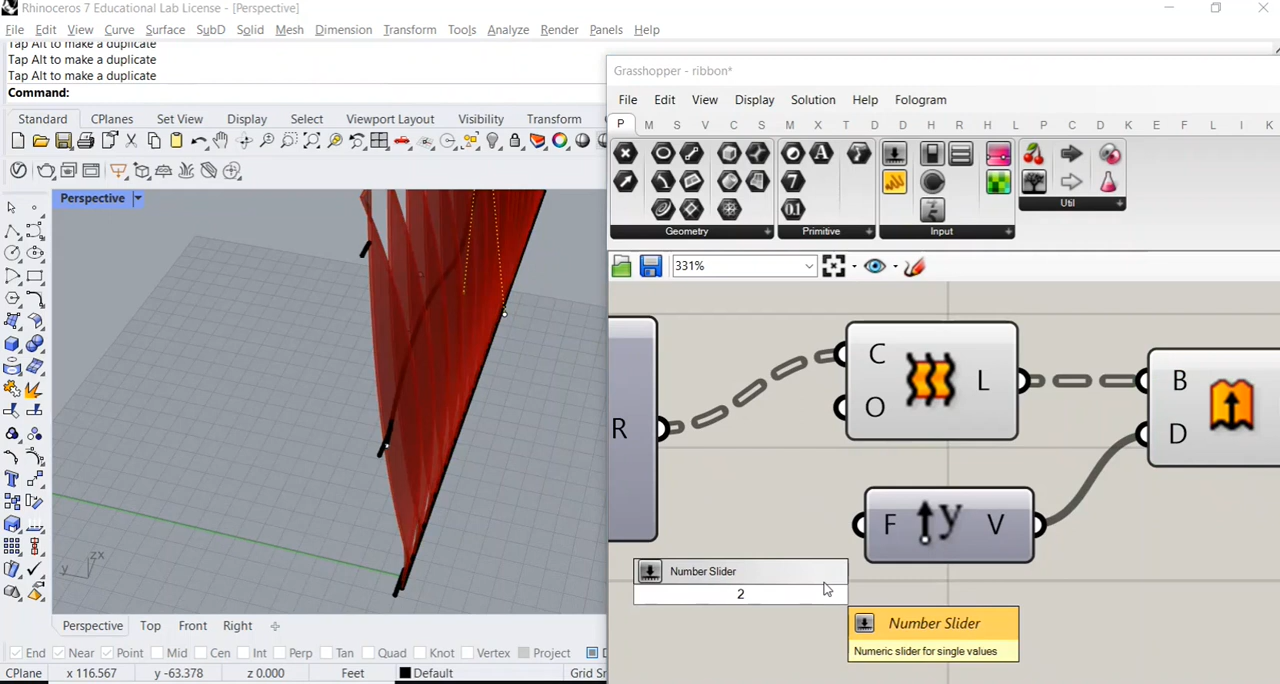 Rhinoceros 7 Educational Lab License - [Perspective]
File Edit View Curve Surface SubD Solid Mesh Dimension Transform Tools Analyze Render Panels Help
Tap Alt to make a duplicate
Tap Alt to make a duplicate
Tap Alt to make a duplicate
Command:
Standard CPlanes Set View Display Select Viewport Layout Visibility Transform
Perspective
y zx
Perspective Top Front Right
End Near Point Mid Cen Int Perp Tan Quad Knot Vertex Project
CPlane x 116.567 y -63.378 z 0.000 Feet Default Grid Sn
Grasshopper - ribbon*
File Edit View Display Solution Help Fologram
P M S V C S M X T D D H R H L P C D K E F L I K
Geometry Primitive Input Util
331%
R
C
O
L
B
D
F y V
Number Slider
2
Number Slider
Numeric slider for single values